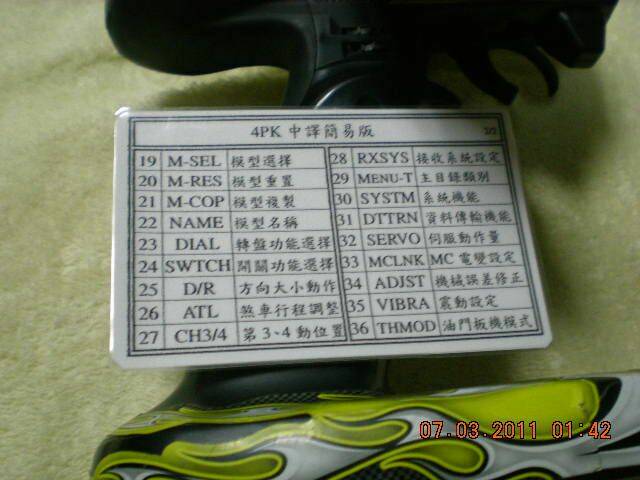 4PK 中譯簡易版 2/2
19 M-SEL 模型選擇 28 RXSYS 接收系統設定
20 M-RES 模型重置 29 MENU-T 主目錄類別
21 M-COP 模型複製 30 SYSTM 系統機能
22 NAME 模型名稱 31 DTTRN 資料傳輸機能
23 DIAL 轉盤功能選擇 32 SERVO 伺服動作量
24 SWTCH 開關功能選擇 33 MCLNK MC 電變設定
25 D/R 方向大小動作 34 ADJST 機械誤差修正
26 ATL 煞車行程調整 35 VIBRA 震動設定
27 CH3/4 第 3、4 動位置 36 THMOD 油門板機模式
07.03.2011 01:42